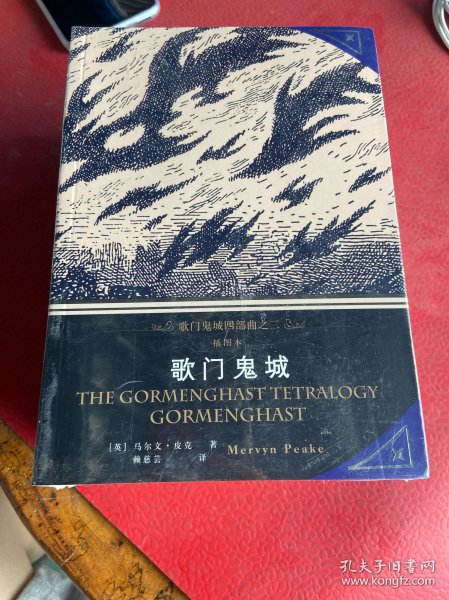 歌门鬼城四部曲之二
插图本
歌门鬼城
THE GORMENGHAST TETRALOGY
GORMENGHAST
[英] 马尔文·皮克 著
赖慈芸 译
Mervyn Peake
孔夫子旧书网
www.kongfz.com